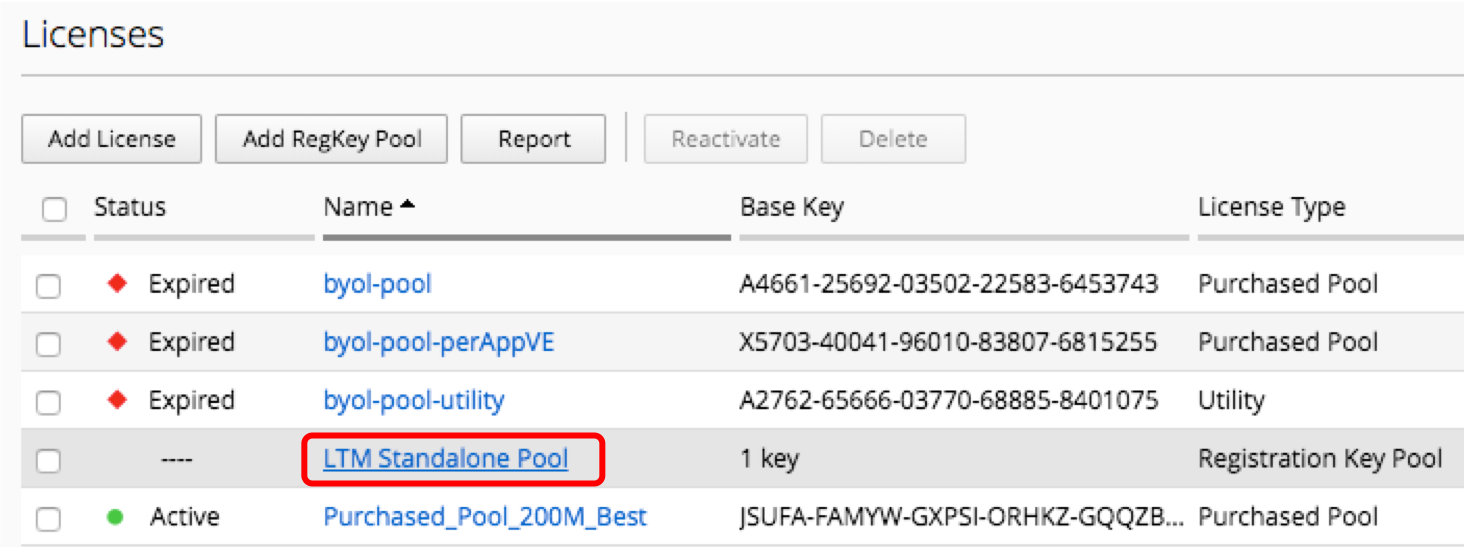 Licenses
Add License Add RegKey Pool Report Reactivate Delete
Status Name Base Key License Type
Expired byol-pool A4661-25692-03502-22583-6453743 Purchased Pool
Expired byol-pool-perAppVE X5703-40041-96010-83807-6815255 Purchased Pool
Expired byol-pool-utility A2762-65666-03770-68885-8401075 Utility
---- LTM Standalone Pool 1 key Registration Key Pool
Active Purchased_Pool_200M_Best JSUFA-FAMYW-GXPSI-ORHKZ-GQQZB... Purchased Pool